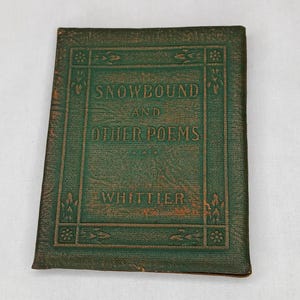 SNOWBOUND
AND
OTHER POEMS
WHITTIER